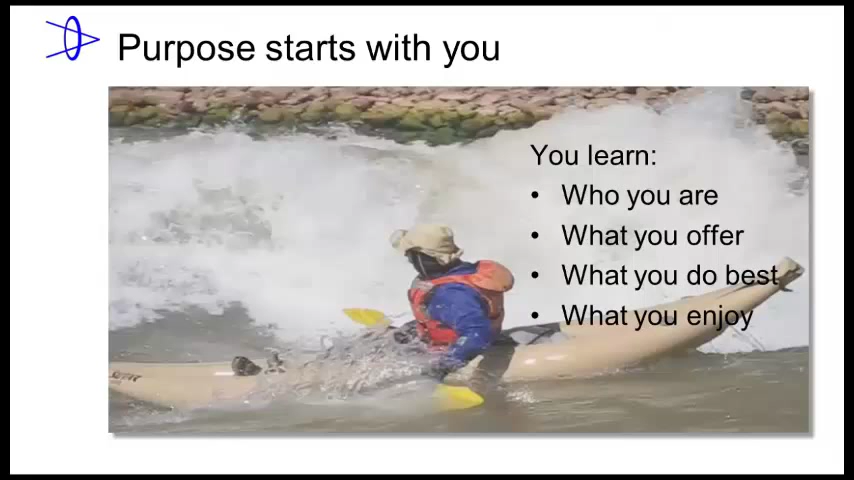 Purpose starts with you
You learn:
• Who you are
• What you offer
• What you do best
• What you enjoy